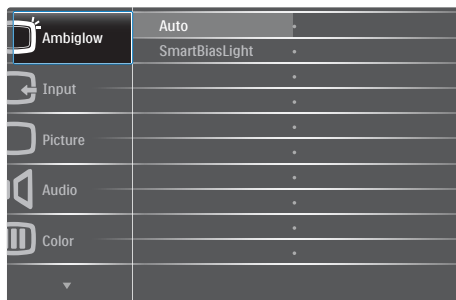 Ambiglow
Auto
SmartBiasLight
Input
Picture
Audio
Color